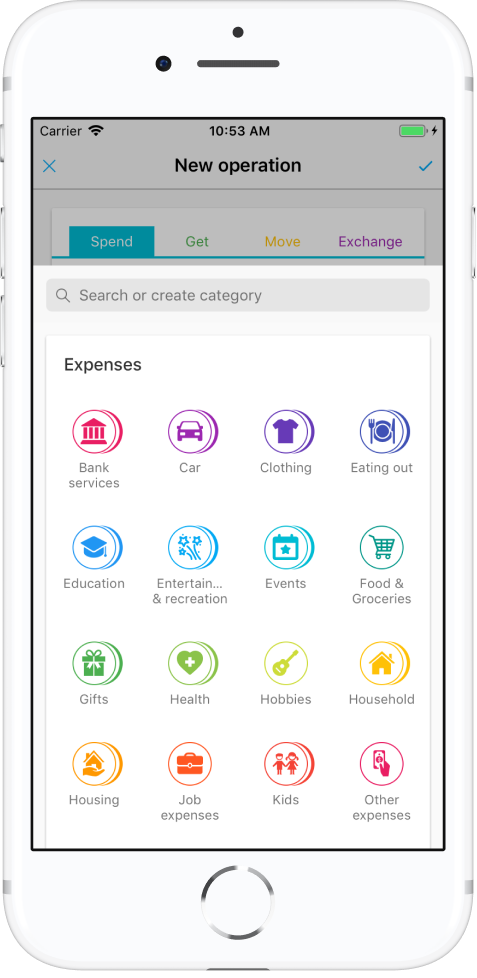 Carrier 10:53 AM
New operation
Spend Get Move Exchange
Search or create category
Expenses
Bank Car Clothing Eating out
services
Education Entertain... Events Food &
& recreation Groceries
Gifts Health Hobbies Household
Housing Job Kids Other
expenses expenses